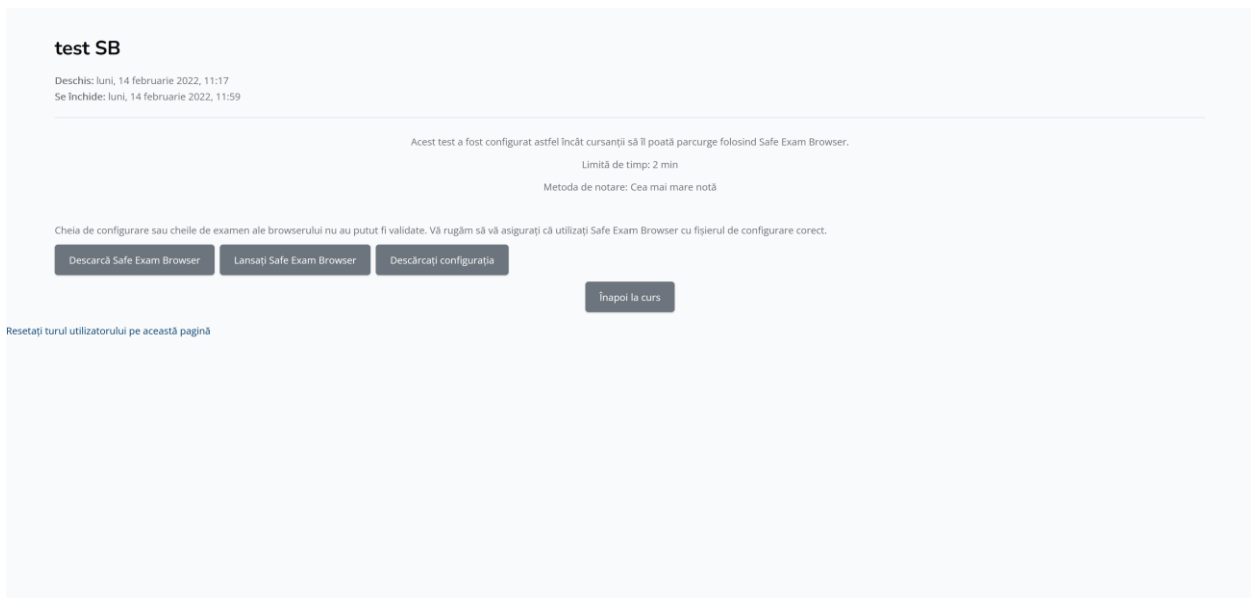 test SB
Deschis: luni, 14 februarie 2022, 11:17
Se închide: luni, 14 februarie 2022, 11:59
Acest test a fost configurat astfel încât cursanții să îl poată parcurge folosind Safe Exam Browser.
Limită de timp: 2 min
Metoda de notare: Cea mai mare notă
Cheia de configurare sau cheile de examen ale browserului nu au putut fi validate. Vă rugăm să vă asigurați că utilizați Safe Exam Browser cu fișierul de configurare corect.
Descarcă Safe Exam Browser Lansați Safe Exam Browser Descărcați configurația
Înapoi la curs
Resetați turul utilizatorului pe această pagină